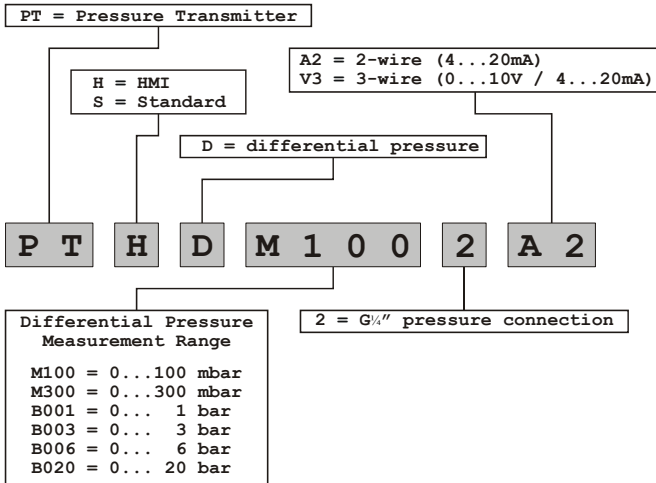 PT = Pressure Transmitter
A2 = 2-wire (4...20mA)
V3 = 3-wire (0...10V / 4...20mA)
H = HMI
S = Standard
D = differential pressure
P T H D M 1 0 0 2 A 2
Differential Pressure
Measurement Range
M100 = 0...100 mbar
M300 = 0...300 mbar
B001 = 0... 1 bar
B003 = 0... 3 bar
B006 = 0... 6 bar
B020 = 0... 20 bar
2 = G¼″ pressure connection